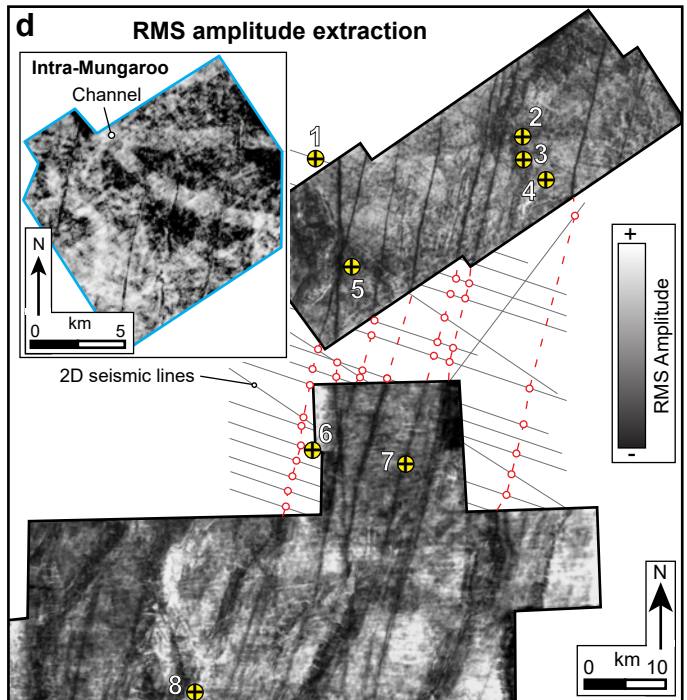 d
RMS amplitude extraction
Intra-Mungaroo
Channel
N
km
0 5
1
2
3
4
5
+
RMS Amplitude
-
2D seismic lines
6
7
8
N
km
0 10